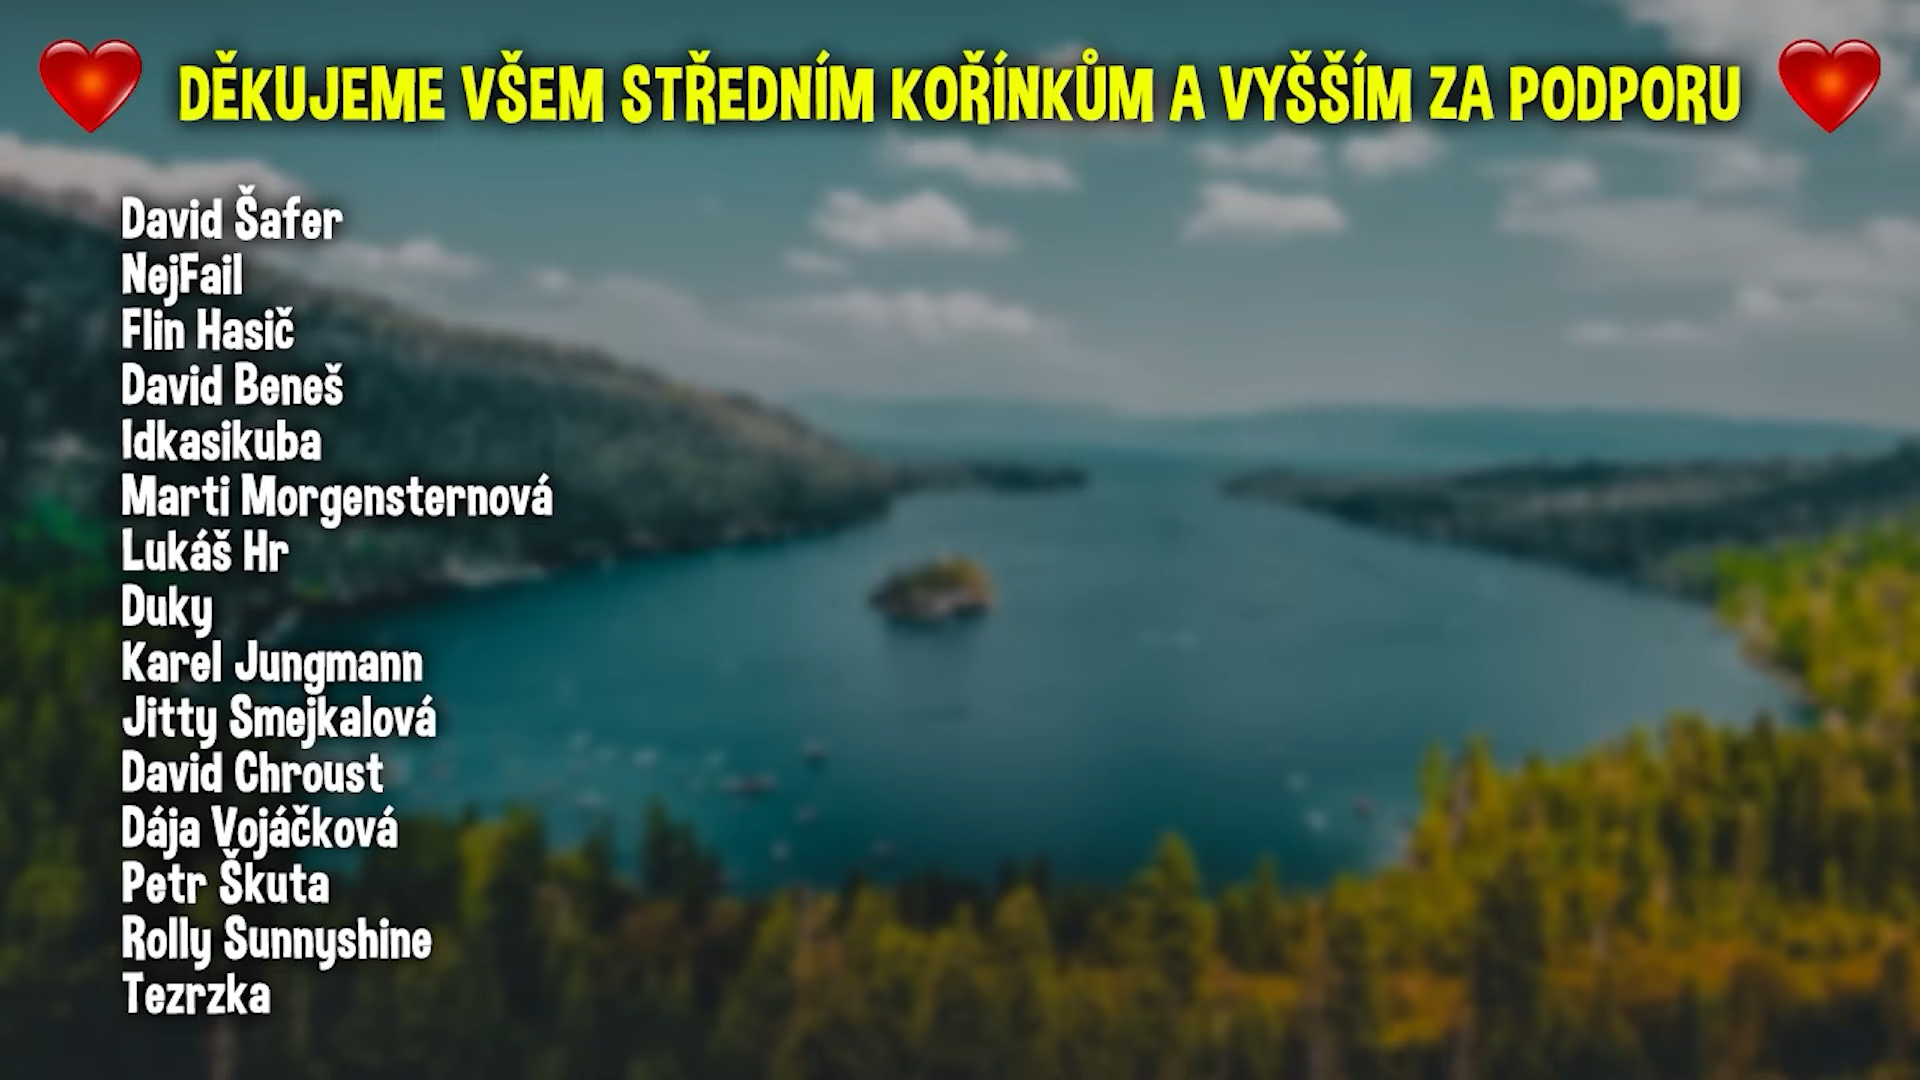 DĚKUJEME VŠEM STŘEDNÍM KOŘÍNKŮM A VYŠŠÍM ZA PODPORU
David Šafer
NejFail
Flin Hasič
David Beneš
Idkasikuba
Marti Morgensternová
Lukáš Hr
Duky
Karel Jungmann
Jitty Smejkalová
David Chroust
Dája Vojáčková
Petr Škuta
Rolly Sunnyshine
Tezrzka